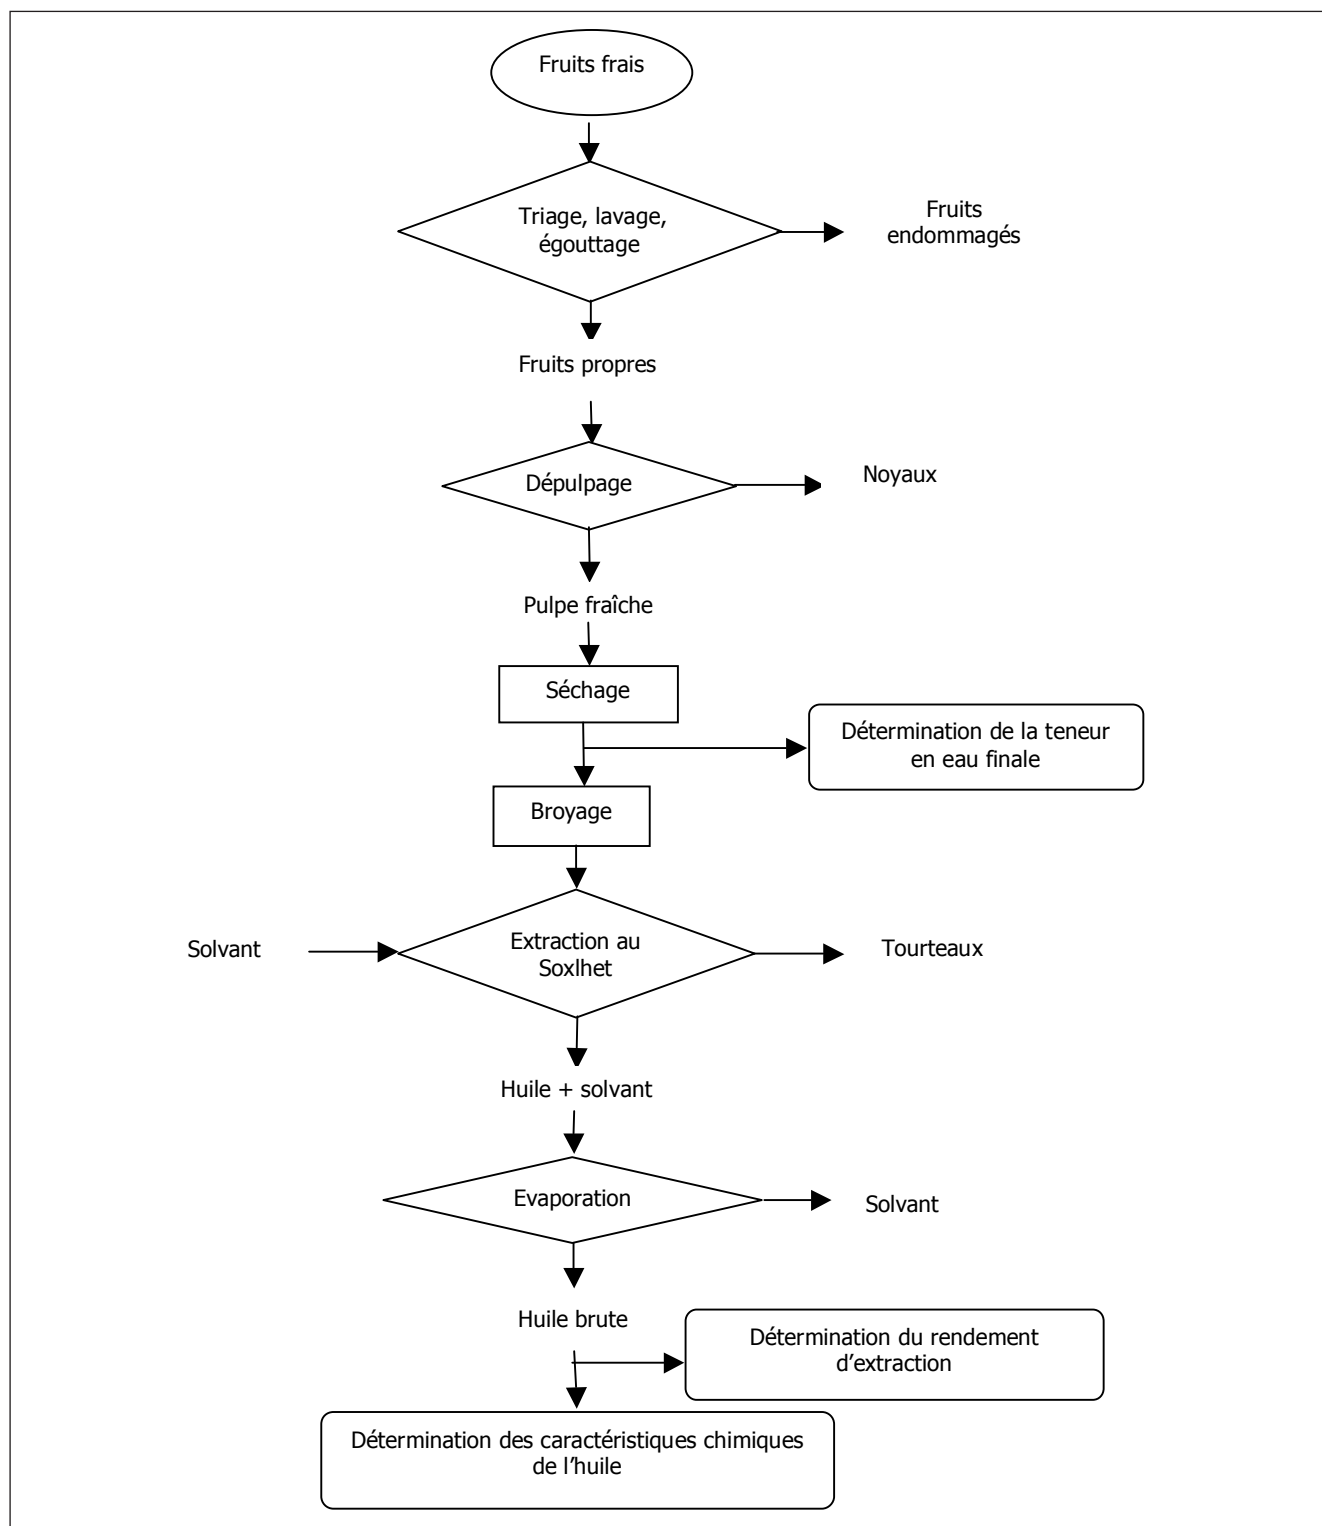 Fruits frais
Triage, lavage,
égouttage
Fruits
endommagés
Fruits propres
Dépulpage
Noyaux
Pulpe fraîche
Séchage
Détermination de la teneur
en eau finale
Broyage
Solvant
Extraction au
Soxlhet
Tourteaux
Huile + solvant
Evaporation
Solvant
Huile brute
Détermination du rendement
d’extraction
Détermination des caractéristiques chimiques
de l’huile